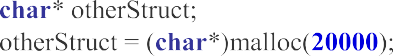 char* otherStruct;
otherStruct = (char*)malloc(20000);